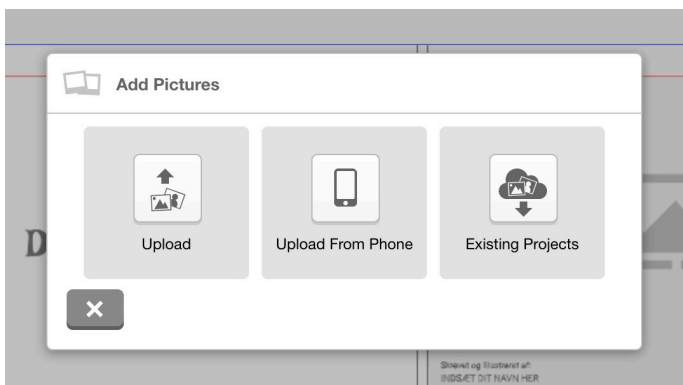 Add Pictures
Upload
Upload From Phone
Existing Projects
D
Skrevet og Illustreret af:
INDSÆT DIT NAVN HER